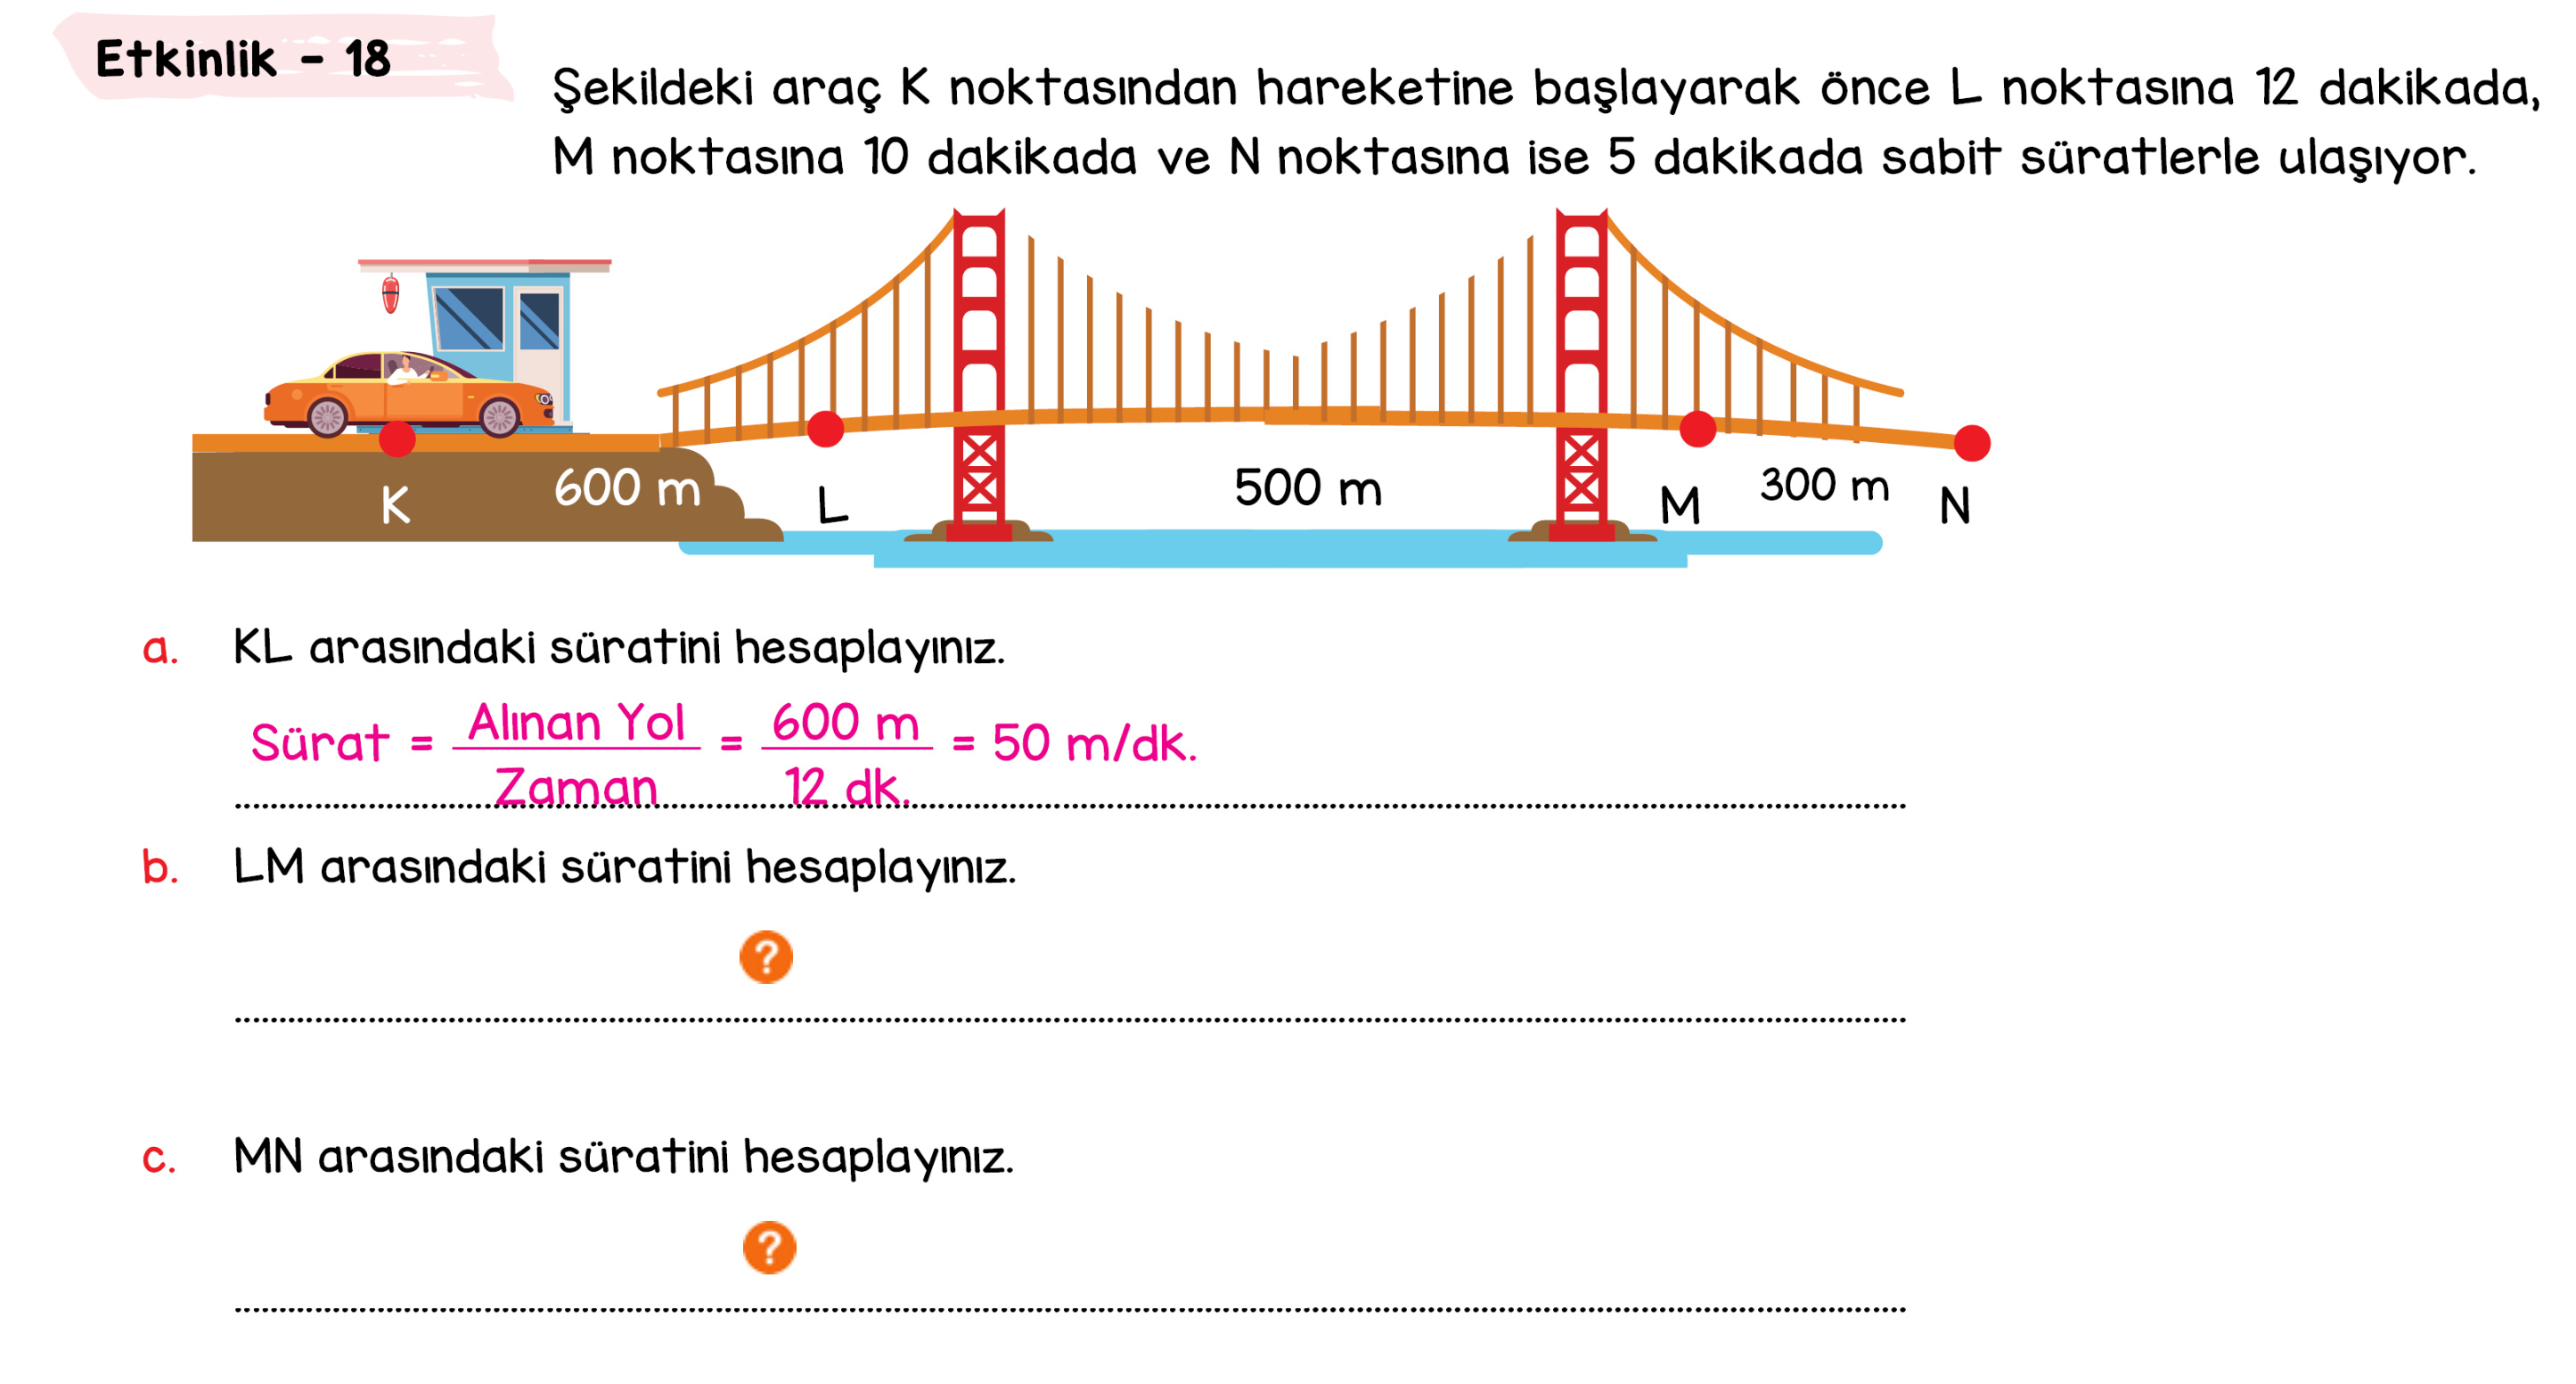 Etkinlik - 18
Şekildeki araç K noktasından hareketine başlayarak önce L noktasına 12 dakikada,
M noktasına 10 dakikada ve N noktasına ise 5 dakikada sabit süratlerle ulaşıyor.
K 600 m L 500 m M 300 m N
a. KL arasındaki süratini hesaplayınız.
Sürat = Alınan Yol / Zaman = 600 m / 12 dk. = 50 m/dk.
b. LM arasındaki süratini hesaplayınız.
?
c. MN arasındaki süratini hesaplayınız.
?